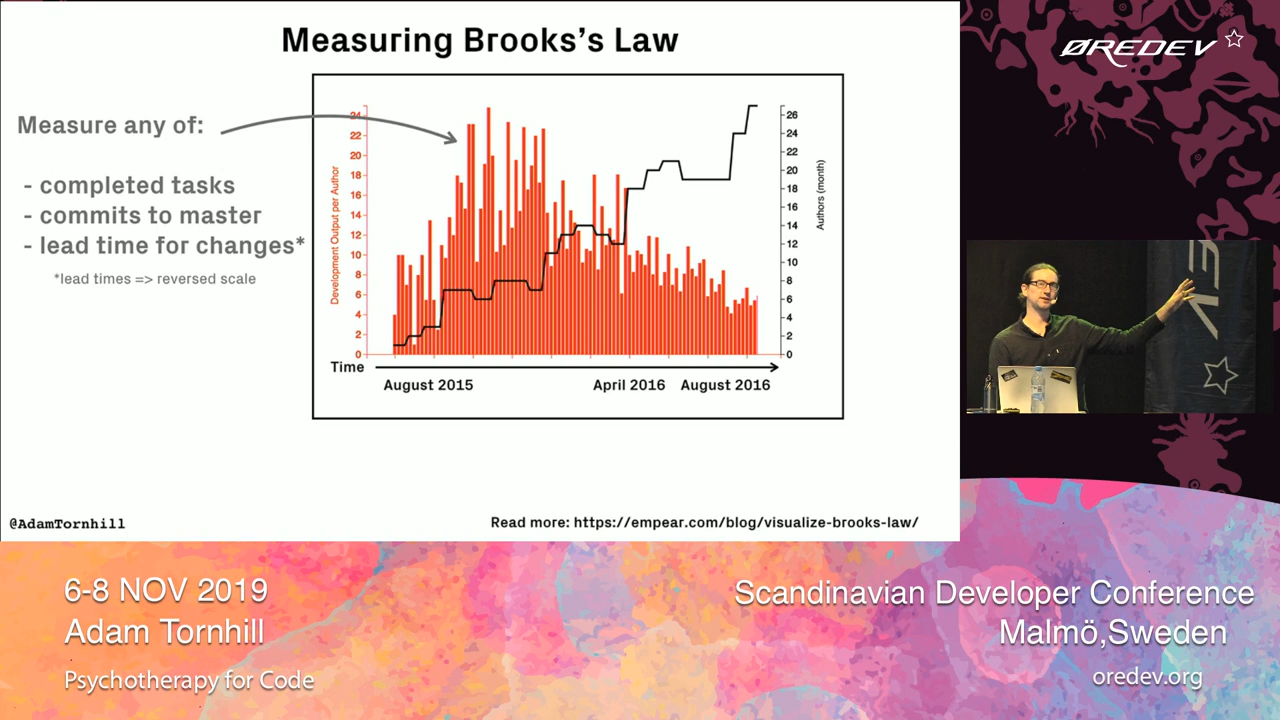 Measuring Brooks's Law
Measure any of:
- completed tasks
- commits to master
- lead time for changes*
*lead times => reversed scale
Development Output per Author
24
22
20
18
16
14
12
10
8
6
4
2
0
26
24
22
20
18
16
14
12
10
8
6
4
2
0
Authors (month)
Time
August 2015
April 2016
August 2016
@AdamTornhill
Read more: https://empear.com/blog/visualize-brooks-law/
ØREDEV
EV
6-8 NOV 2019
Adam Tornhill
Psychotherapy for Code
Scandinavian Developer Conference
Malmö,Sweden
oredev.org